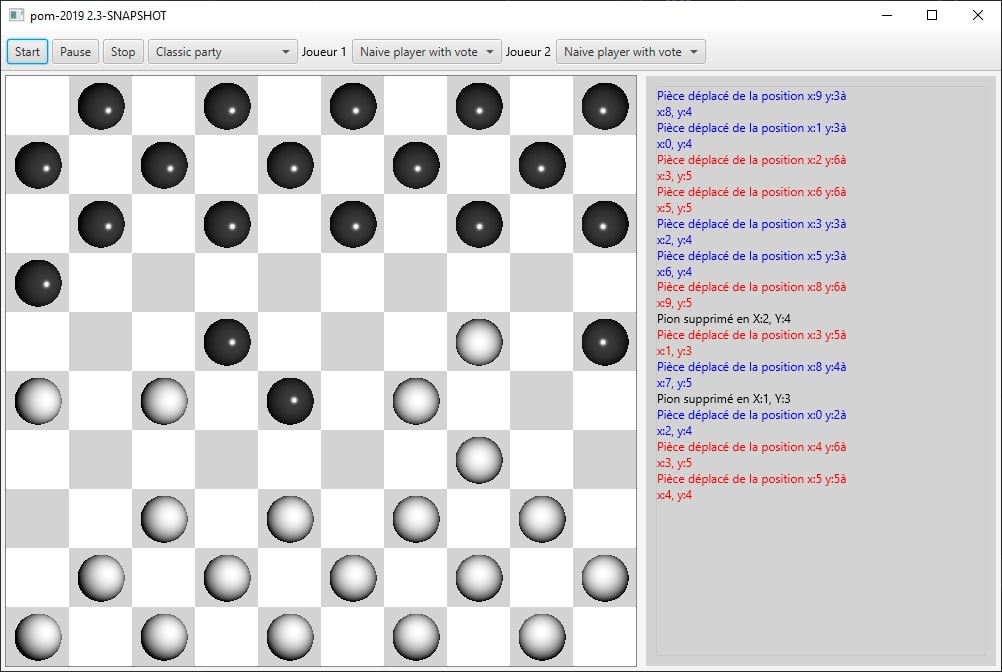 pom-2019 2.3-SNAPSHOT
Start Pause Stop Classic party Joueur 1 Naive player with vote Joueur 2 Naive player with vote
Pièce déplacé de la position x:9 y:3à
x:8, y:4
Pièce déplacé de la position x:1 y:3à
x:0, y:4
Pièce déplacé de la position x:2 y:6à
x:3, y:5
Pièce déplacé de la position x:6 y:6à
x:5, y:5
Pièce déplacé de la position x:3 y:3à
x:2, y:4
Pièce déplacé de la position x:5 y:3à
x:6, y:4
Pièce déplacé de la position x:8 y:6à
x:9, y:5
Pion supprimé en X:2, Y:4
Pièce déplacé de la position x:3 y:5à
x:1, y:3
Pièce déplacé de la position x:8 y:4à
x:7, y:5
Pion supprimé en X:1, Y:3
Pièce déplacé de la position x:0 y:2à
x:2, y:4
Pièce déplacé de la position x:4 y:6à
x:3, y:5
Pièce déplacé de la position x:5 y:5à
x:4, y:4